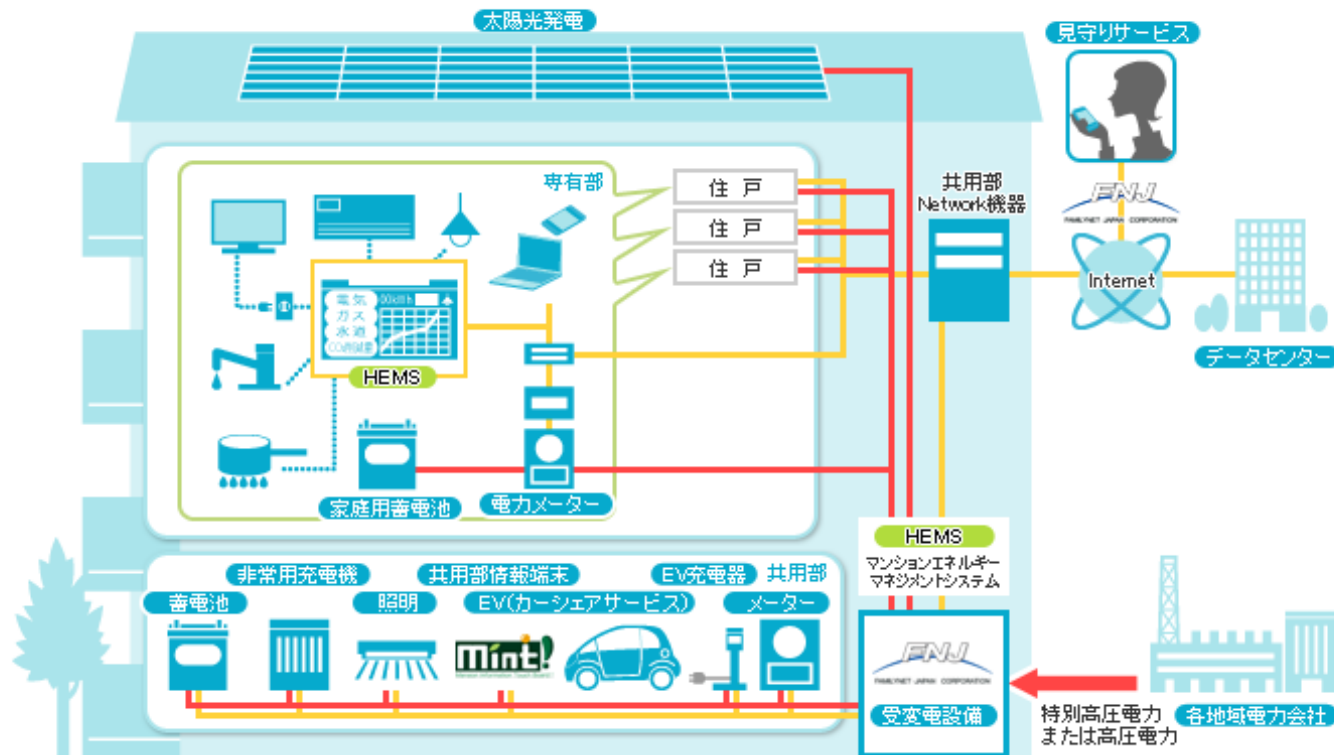 太陽光発電
見守りサービス
専有部
住 戸
住 戸
住 戸
共用部
Network機器
FNJ
FAMILYNET JAPAN CORPORATION
Internet
データセンター
電気
ガス
水道
HEMS
家庭用蓄電池
電力メーター
HEMS
マンションエネルギー
マネジメントシステム
非常用充電機
共用部情報端末
EV充電器
共用部
蓄電池
照明
EV(カーシェアサービス)
メーター
mint!
FNJ
FAMILYNET JAPAN CORPORATION
受変電設備
特別高圧電力
または高圧電力
各地域電力会社